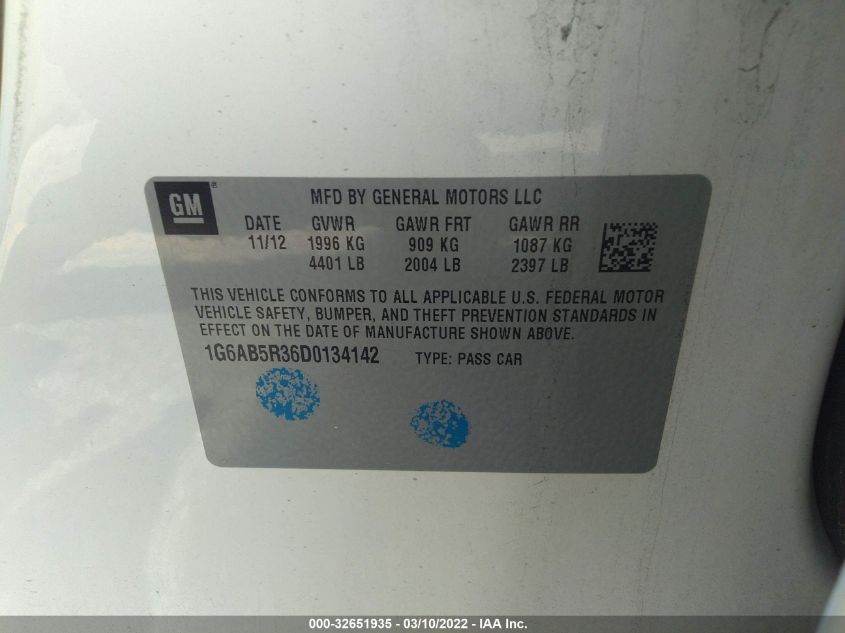 GM ®
MFD BY GENERAL MOTORS LLC
DATE GVWR GAWR FRT GAWR RR
11/12 1996 KG 909 KG 1087 KG
4401 LB 2004 LB 2397 LB
THIS VEHICLE CONFORMS TO ALL APPLICABLE U.S. FEDERAL MOTOR
VEHICLE SAFETY, BUMPER, AND THEFT PREVENTION STANDARDS IN
EFFECT ON THE DATE OF MANUFACTURE SHOWN ABOVE.
1G6AB5R36D0134142 TYPE: PASS CAR
000-32651935 - 03/10/2022 - IAA Inc.